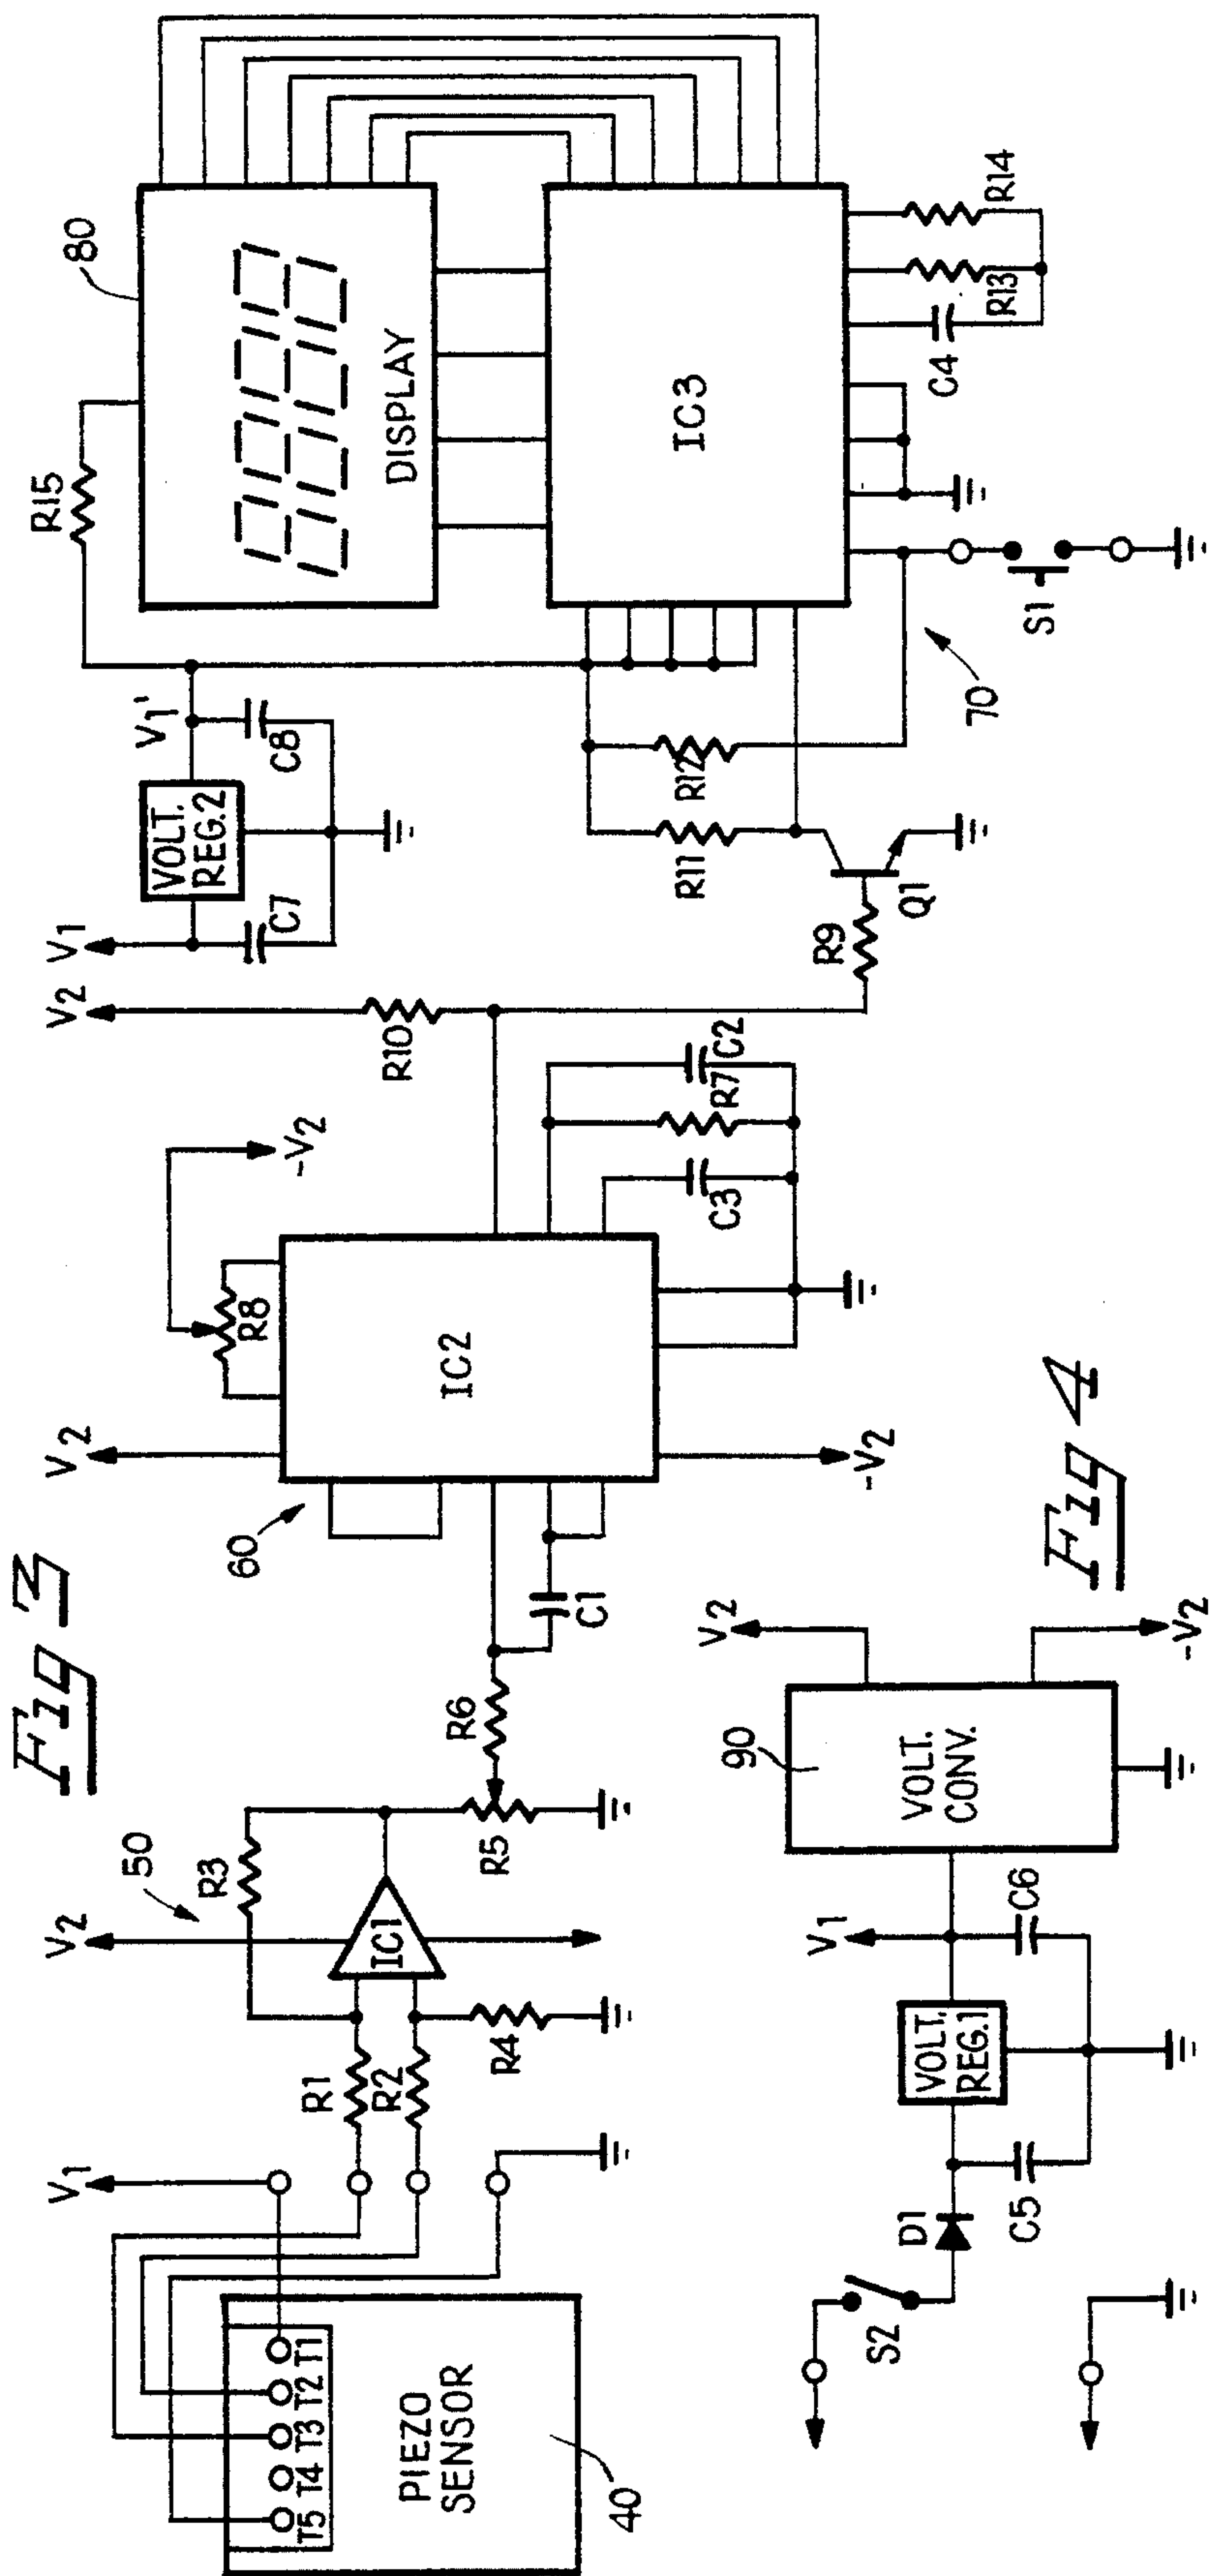 Fig 3
PIEZO
SENSOR
40
T5
T4
T3
T2
T1
V1
R1
R2
R3
R4
50
V2
IC1
R5
R6
C1
60
V2
IC2
-V2
R8
-V2
C3
R7
C2
R10
V2
V1
C7
VOLT.
REG.2
V1'
C8
R9
Q1
R11
R12
70
S1
IC3
C4
R13
R14
R15
80
DISPLAY
Fig 4
S2
D1
C5
VOLT.
REG.1
V1
C6
90
VOLT.
CONV.
V2
-V2